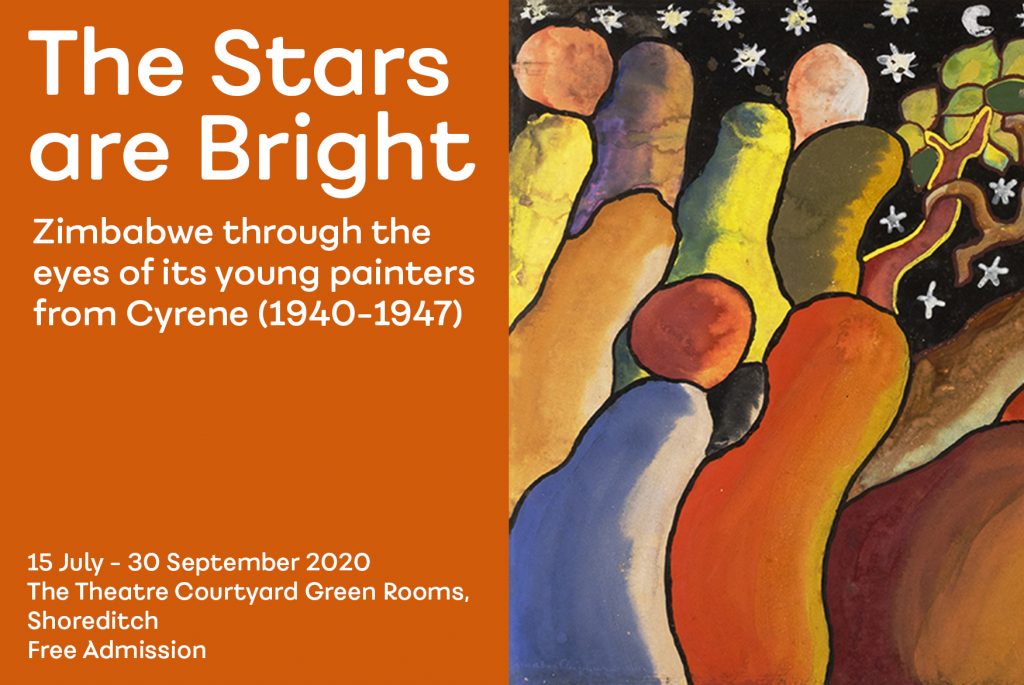 The Stars
are Bright
Zimbabwe through the
eyes of its young painters
from Cyrene (1940-1947)
15 July - 30 September 2020
The Theatre Courtyard Green Rooms,
Shoreditch
Free Admission